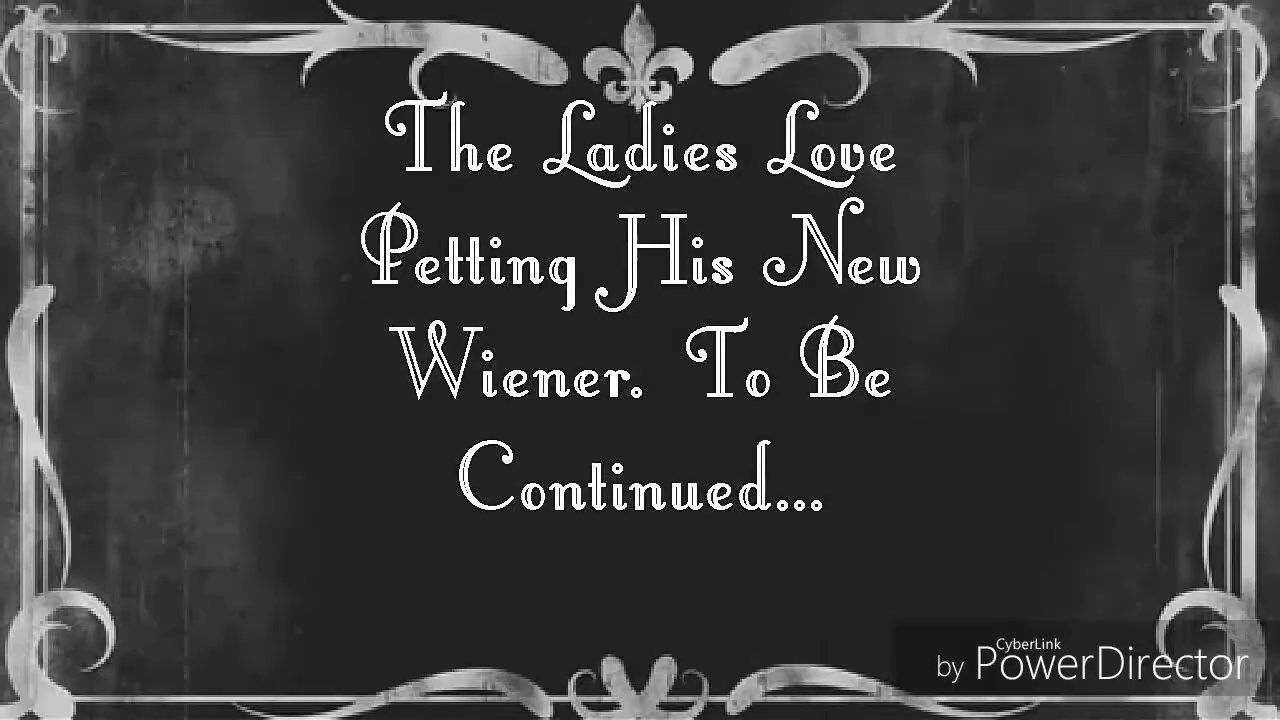 The Ladies Love
Petting His New
Wiener. To Be
Continued...
CyberLink
by PowerDirector